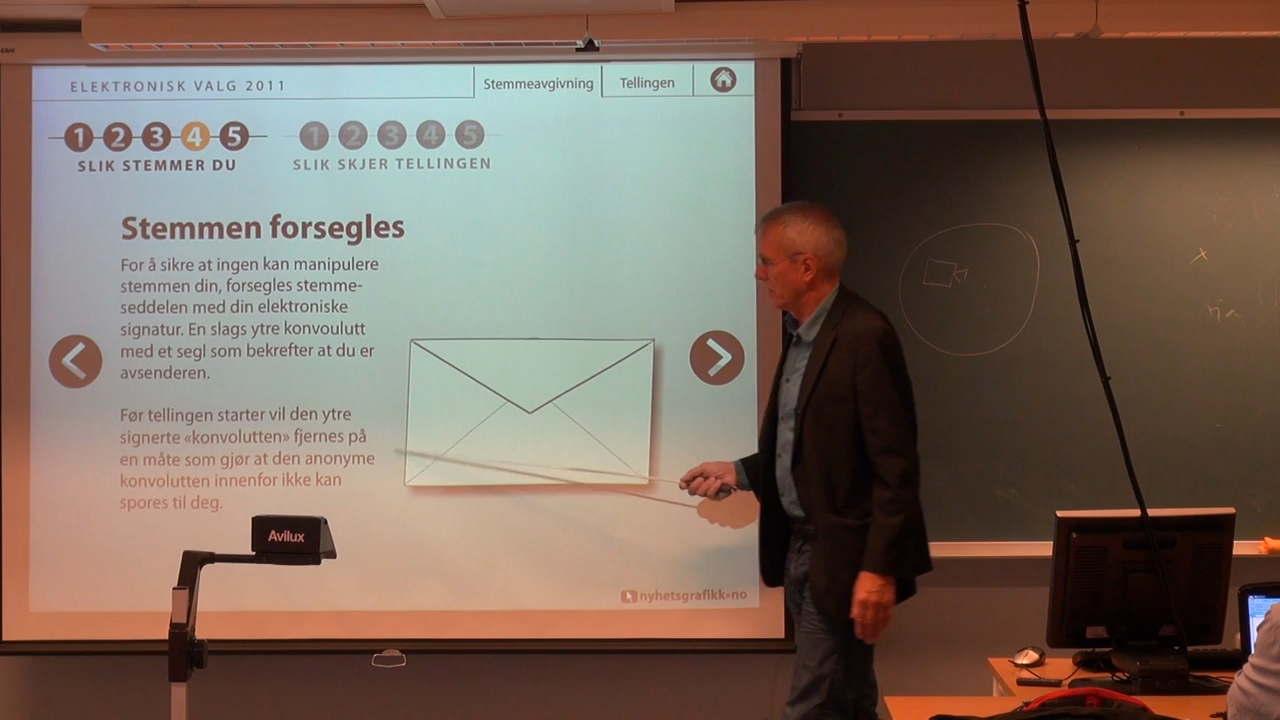 ELEKTRONISK VALG 2011
Stemmeavgivning
Tellingen
1 2 3 4 5
SLIK STEMMER DU
1 2 3 4 5
SLIK SKJER TELLINGEN
Stemmen forsegles
For å sikre at ingen kan manipulere
stemmen din, forsegles stemme-
seddelen med din elektroniske
signatur. En slags ytre konvoulutt
med et segl som bekrefter at du er
avsenderen.
Før tellingen starter vil den ytre
signerte «konvolutten» fjernes på
en måte som gjør at den anonyme
konvolutten innenfor ikke kan
spores til deg.
Avilux
nyhetsgrafikk•no